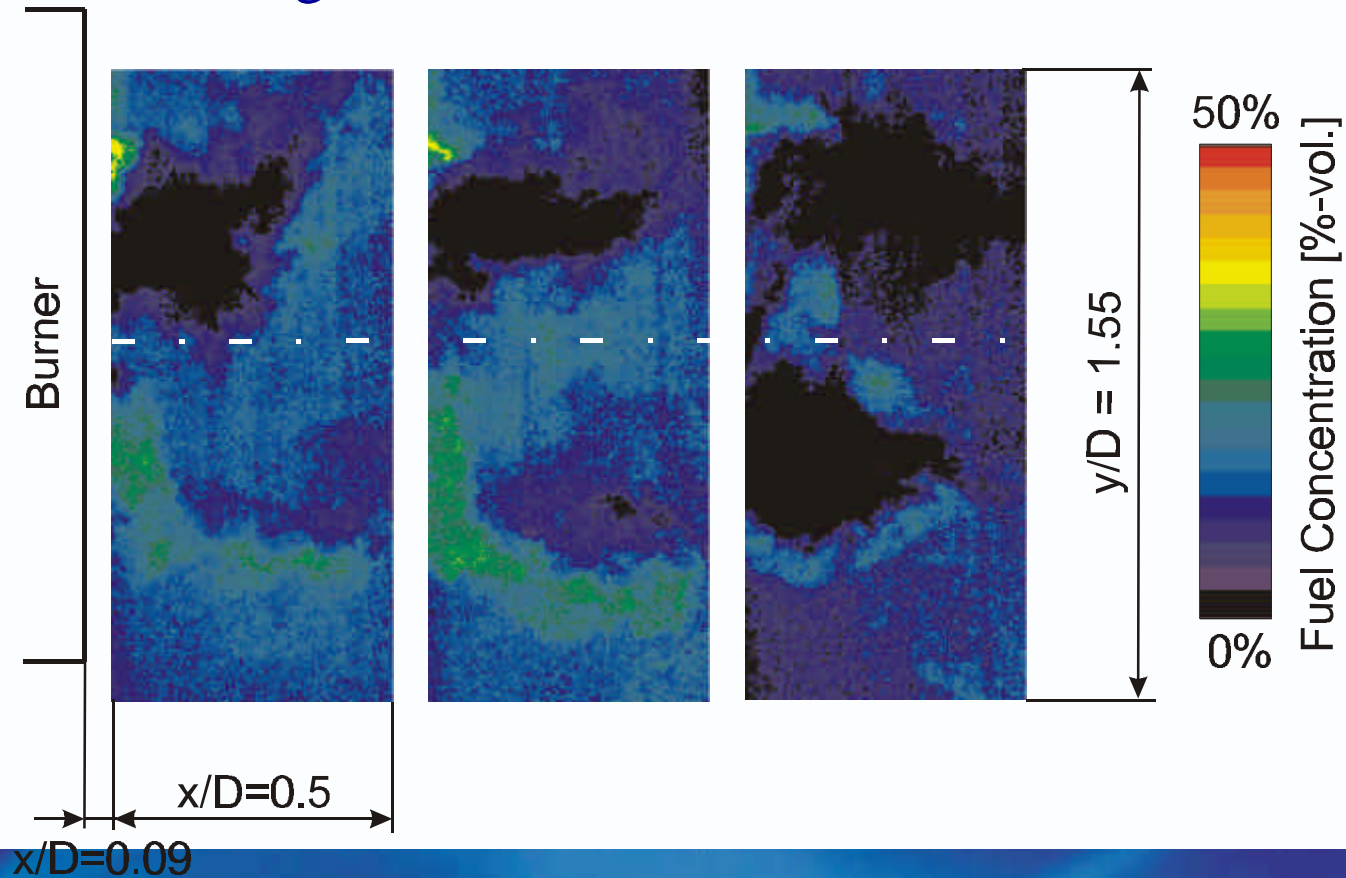 Burner
50%
0%
Fuel Concentration [%-vol.]
y/D = 1.55
x/D=0.5
x/D=0.09